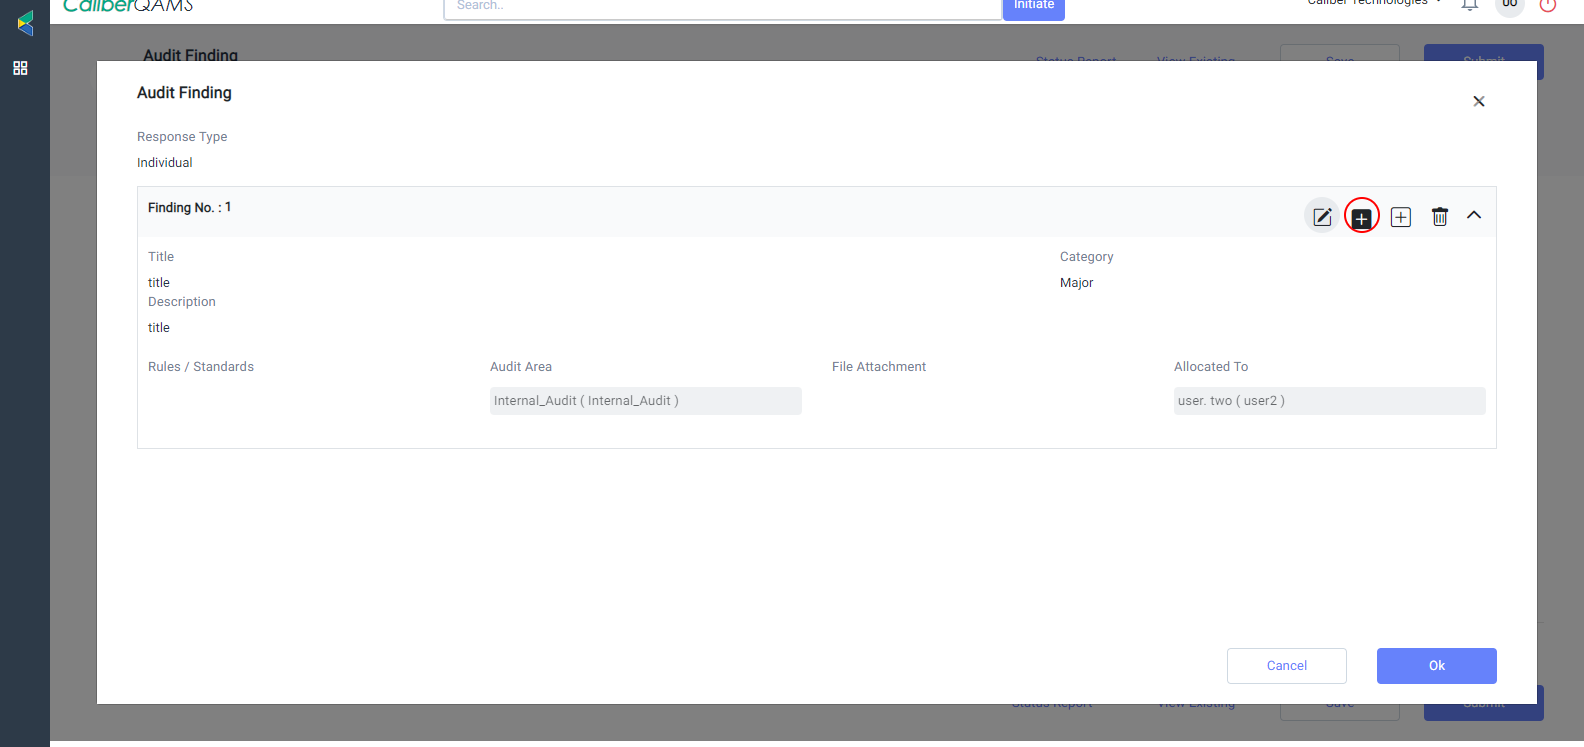 CaliberQAMS
Search..
Initiate
Caliber Technologies
Audit Finding
Status Report
View Existing
Save
Submit
Audit Finding
Response Type
Individual
Finding No. : 1
Title
Category
title
Major
Description
title
Rules / Standards
Audit Area
File Attachment
Allocated To
Internal_Audit ( Internal_Audit )
user. two ( user2 )
Cancel
Ok
Status Report
View Existing
Save
Submit